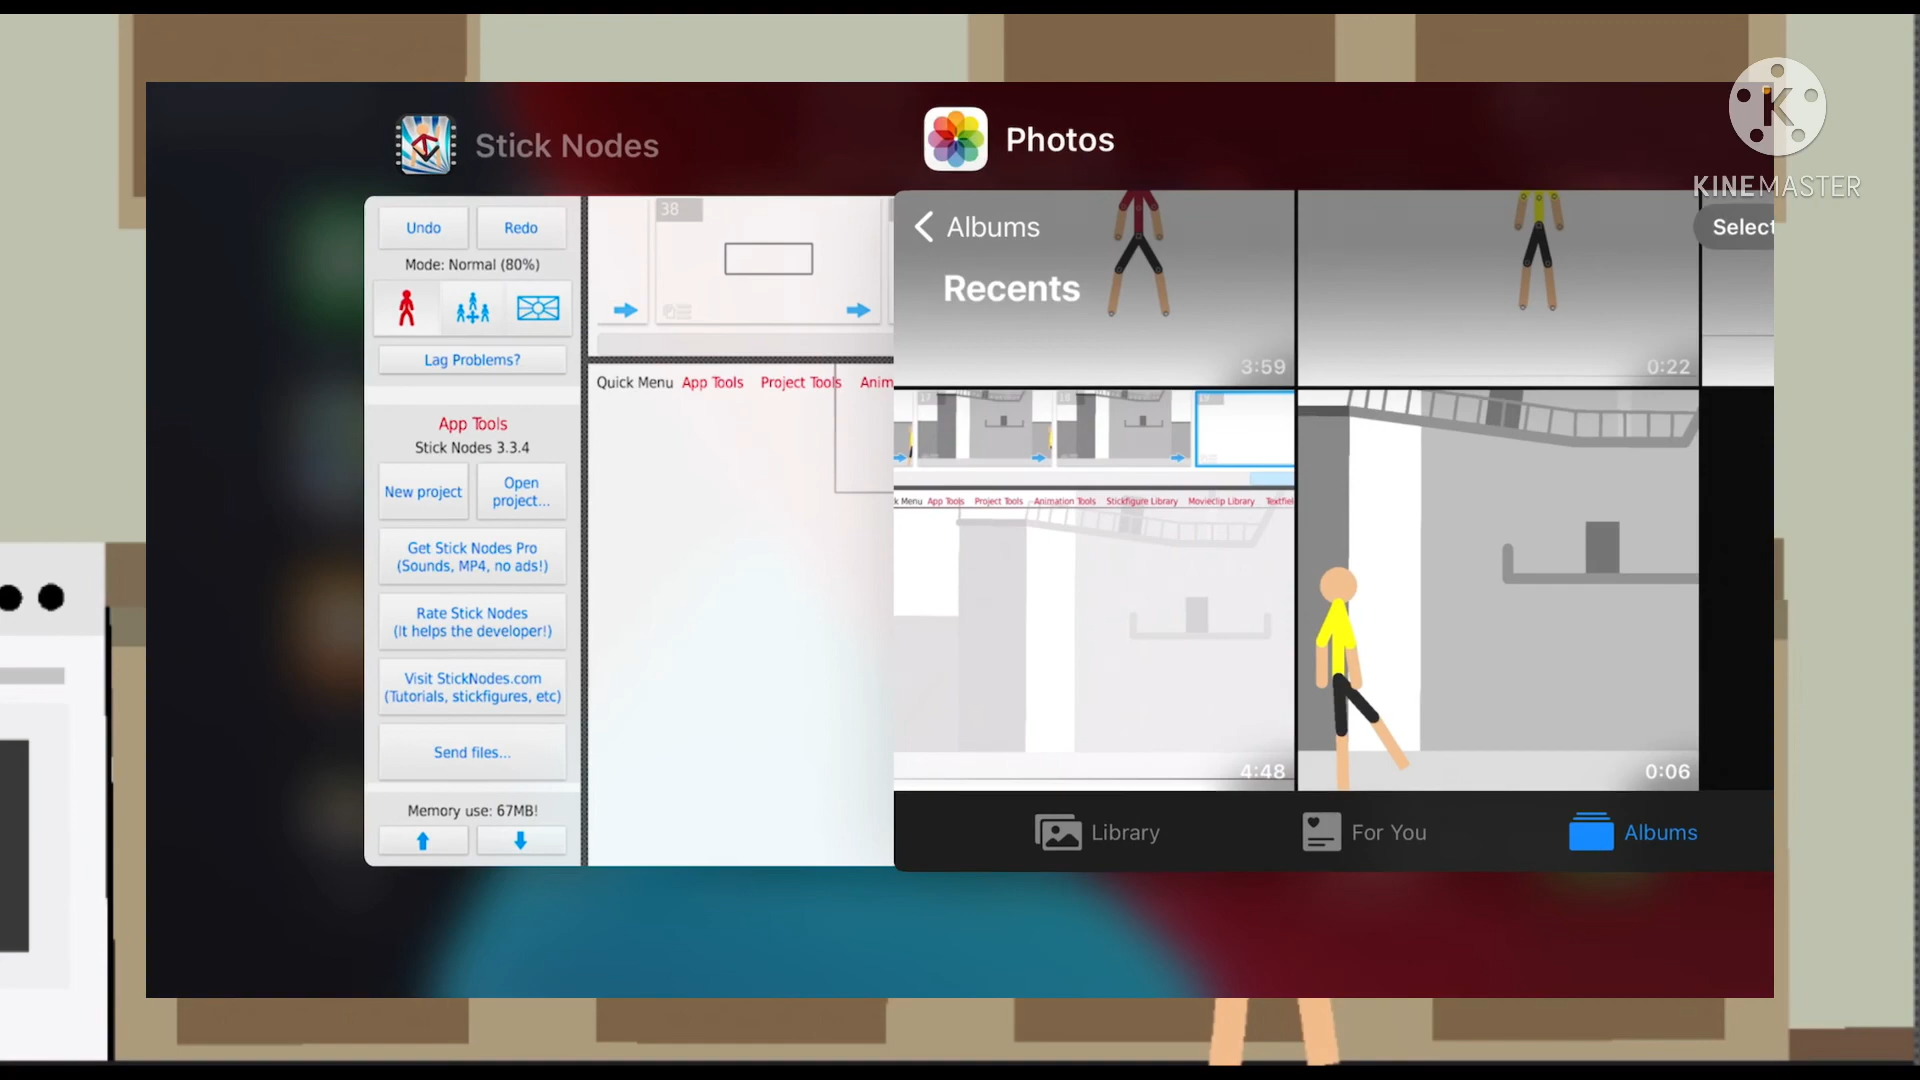 Stick Nodes
Photos
K
KINEMASTER
Undo
Redo
Mode: Normal (80%)
Lag Problems?
App Tools
Stick Nodes 3.3.4
New project
Open
project...
Get Stick Nodes Pro
(Sounds, MP4, no ads!)
Rate Stick Nodes
(It helps the developer!)
Visit StickNodes.com
(Tutorials, stickfigures, etc)
Send files...
Memory use: 67MB!
38
Quick Menu App Tools Project Tools Anim
Albums
Select
Recents
3:59
0:22
17
18
19
k Menu App Tools Project Tools Animation Tools Stickfigure Library Movieclip Library Textfiel
4:48
0:06
Library
For You
Albums